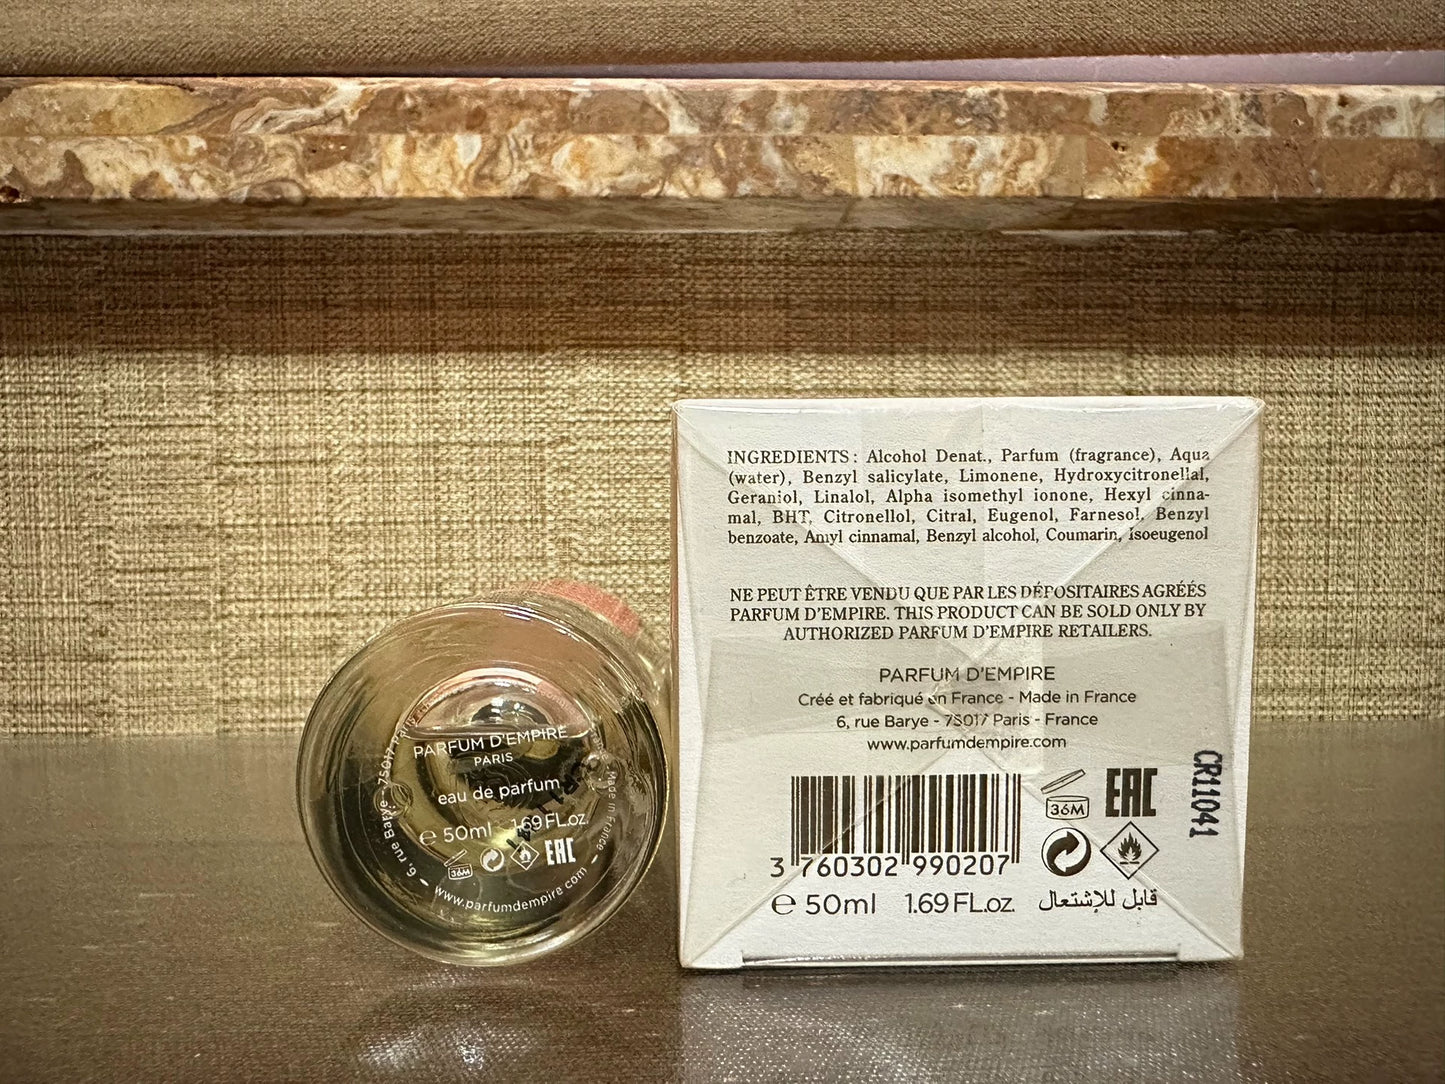 INGREDIENTS : Alcohol Denat., Parfum (fragrance), Aqua
(water), Benzyl salicylate, Limonene, Hydroxycitronellal,
Geraniol, Linalol, Alpha isomethyl ionone, Hexyl cinna-
mal, BHT, Citronellol, Citral, Eugenol, Farnesol, Benzyl
benzoate, Amyl cinnamal, Benzyl alcohol, Coumarin, Isoeugenol
NE PEUT ÊTRE VENDU QUE PAR LES DÉPOSITAIRES AGRÉÉS
PARFUM D'EMPIRE. THIS PRODUCT CAN BE SOLD ONLY BY
AUTHORIZED PARFUM D'EMPIRE RETAILERS.
PARFUM D'EMPIRE
Créé et fabriqué en France - Made in France
6, rue Barye - 75017 Paris - France
www.parfumdempire.com
36M
EAC
CR11041
3 760302 990207
e 50ml 1.69 FL.oz.
قابل للإشتعال
PARFUM D'EMPIRE
PARIS
eau de parfum
e 50ml 1.69 FL.oz.
36M
EAC
6, rue Barye - 75017 Paris
Made in France
www.parfumdempire.com